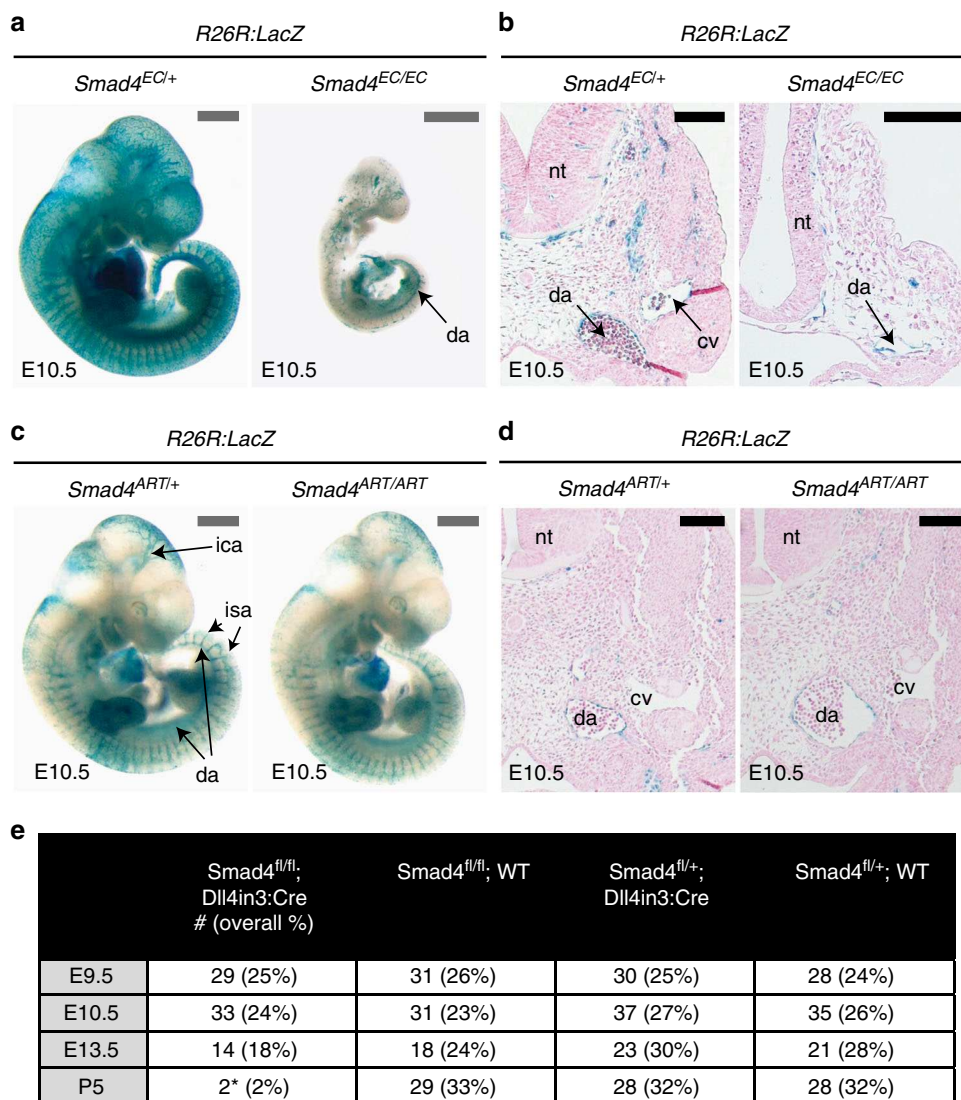 a
R26R:LacZ
Smad4EC/+ Smad4EC/EC
E10.5
E10.5
da
b
R26R:LacZ
Smad4EC/+ Smad4EC/EC
nt
da
cv
E10.5
nt
da
E10.5
c
R26R:LacZ
Smad4ART/+ Smad4ART/ART
ica
isa
da
E10.5
E10.5
d
R26R:LacZ
Smad4ART/+ Smad4ART/ART
nt
cv
da
E10.5
nt
cv
da
E10.5
e
Smad4fl/fl; Dll4in3:Cre # (overall %) Smad4fl/fl; WT Smad4fl/+; Dll4in3:Cre Smad4fl/+; WT
E9.5 29 (25%) 31 (26%) 30 (25%) 28 (24%)
E10.5 33 (24%) 31 (23%) 37 (27%) 35 (26%)
E13.5 14 (18%) 18 (24%) 23 (30%) 21 (28%)
P5 2* (2%) 29 (33%) 28 (32%) 28 (32%)